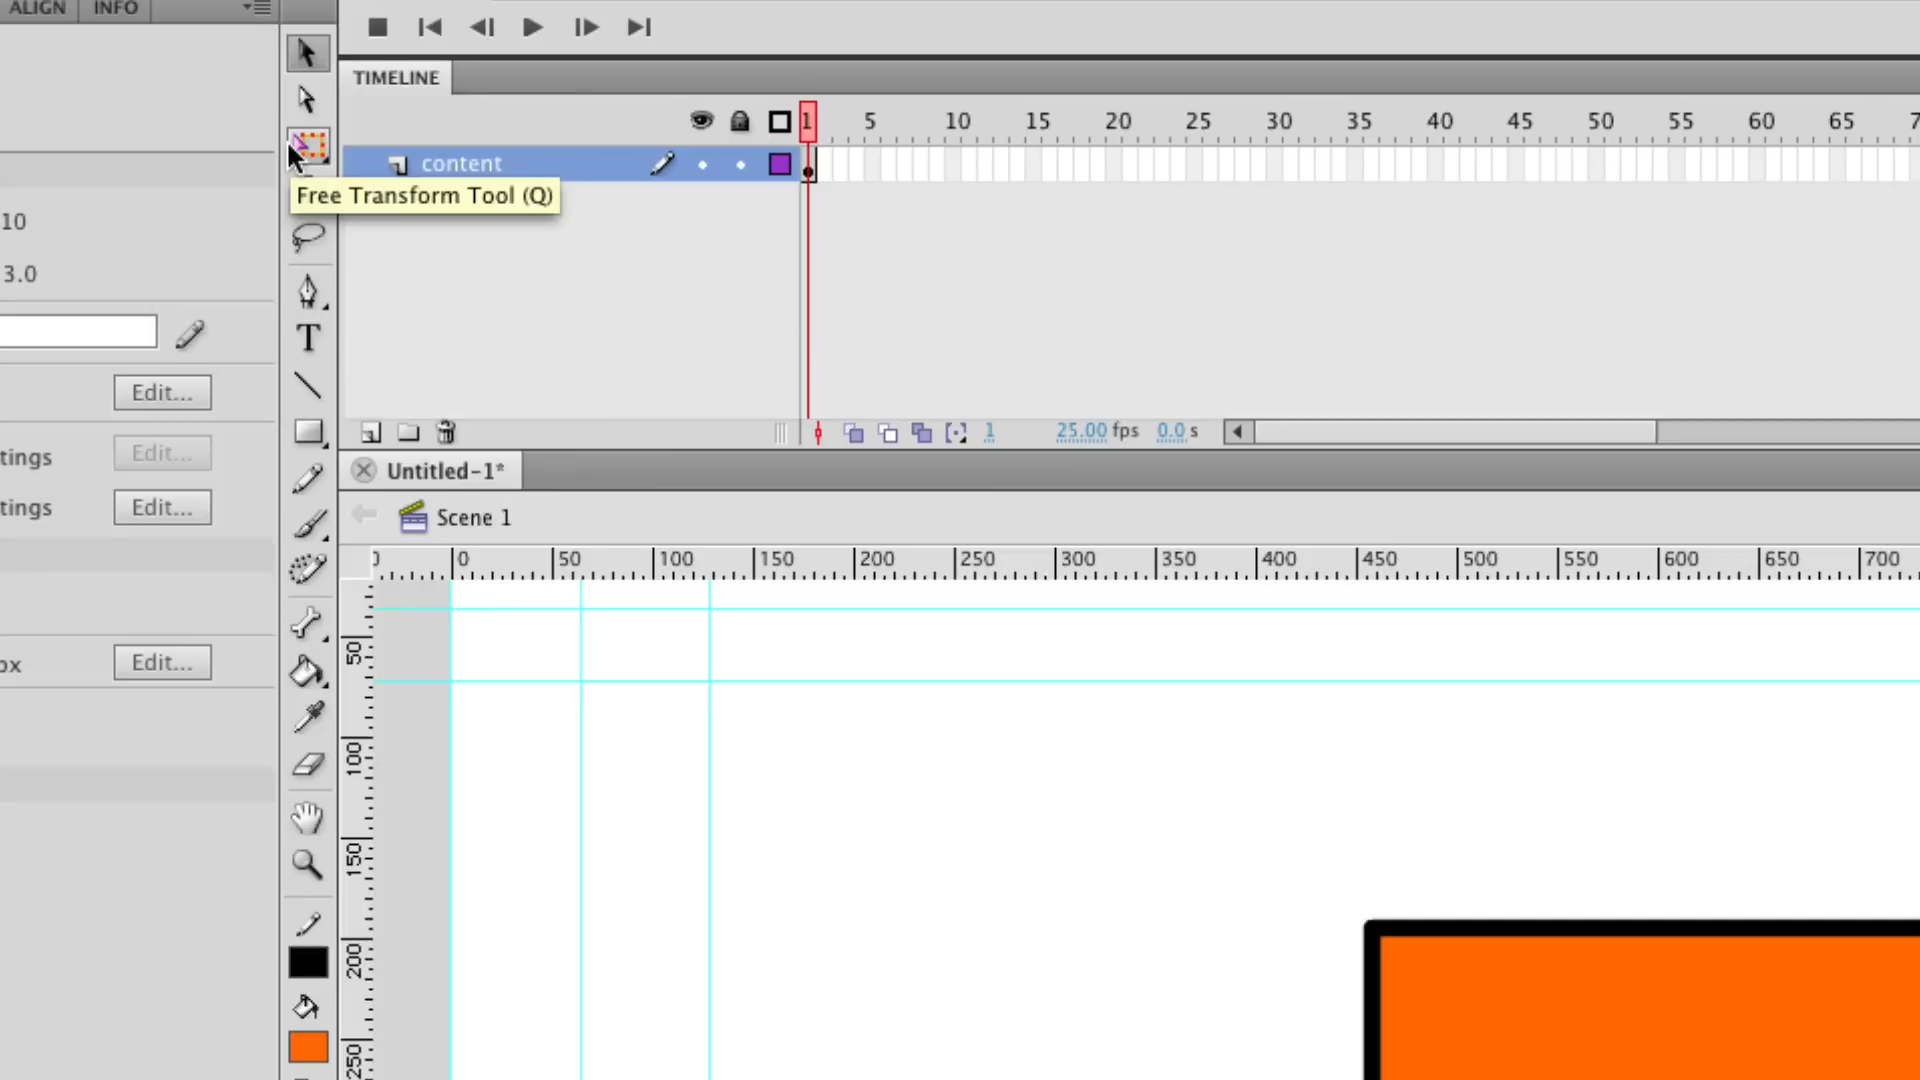 ALIGN INFO
TIMELINE
1 5 10 15 20 25 30 35 40 45 50 55 60 65 7
content
Free Transform Tool (Q)
10
3.0
T
Edit...
tings Edit...
tings Edit...
1 25.00 fps 0.0 s
Untitled-1*
Scene 1
0 50 100 150 200 250 300 350 400 450 500 550 600 650 700
px Edit...
50
100
150
200
250